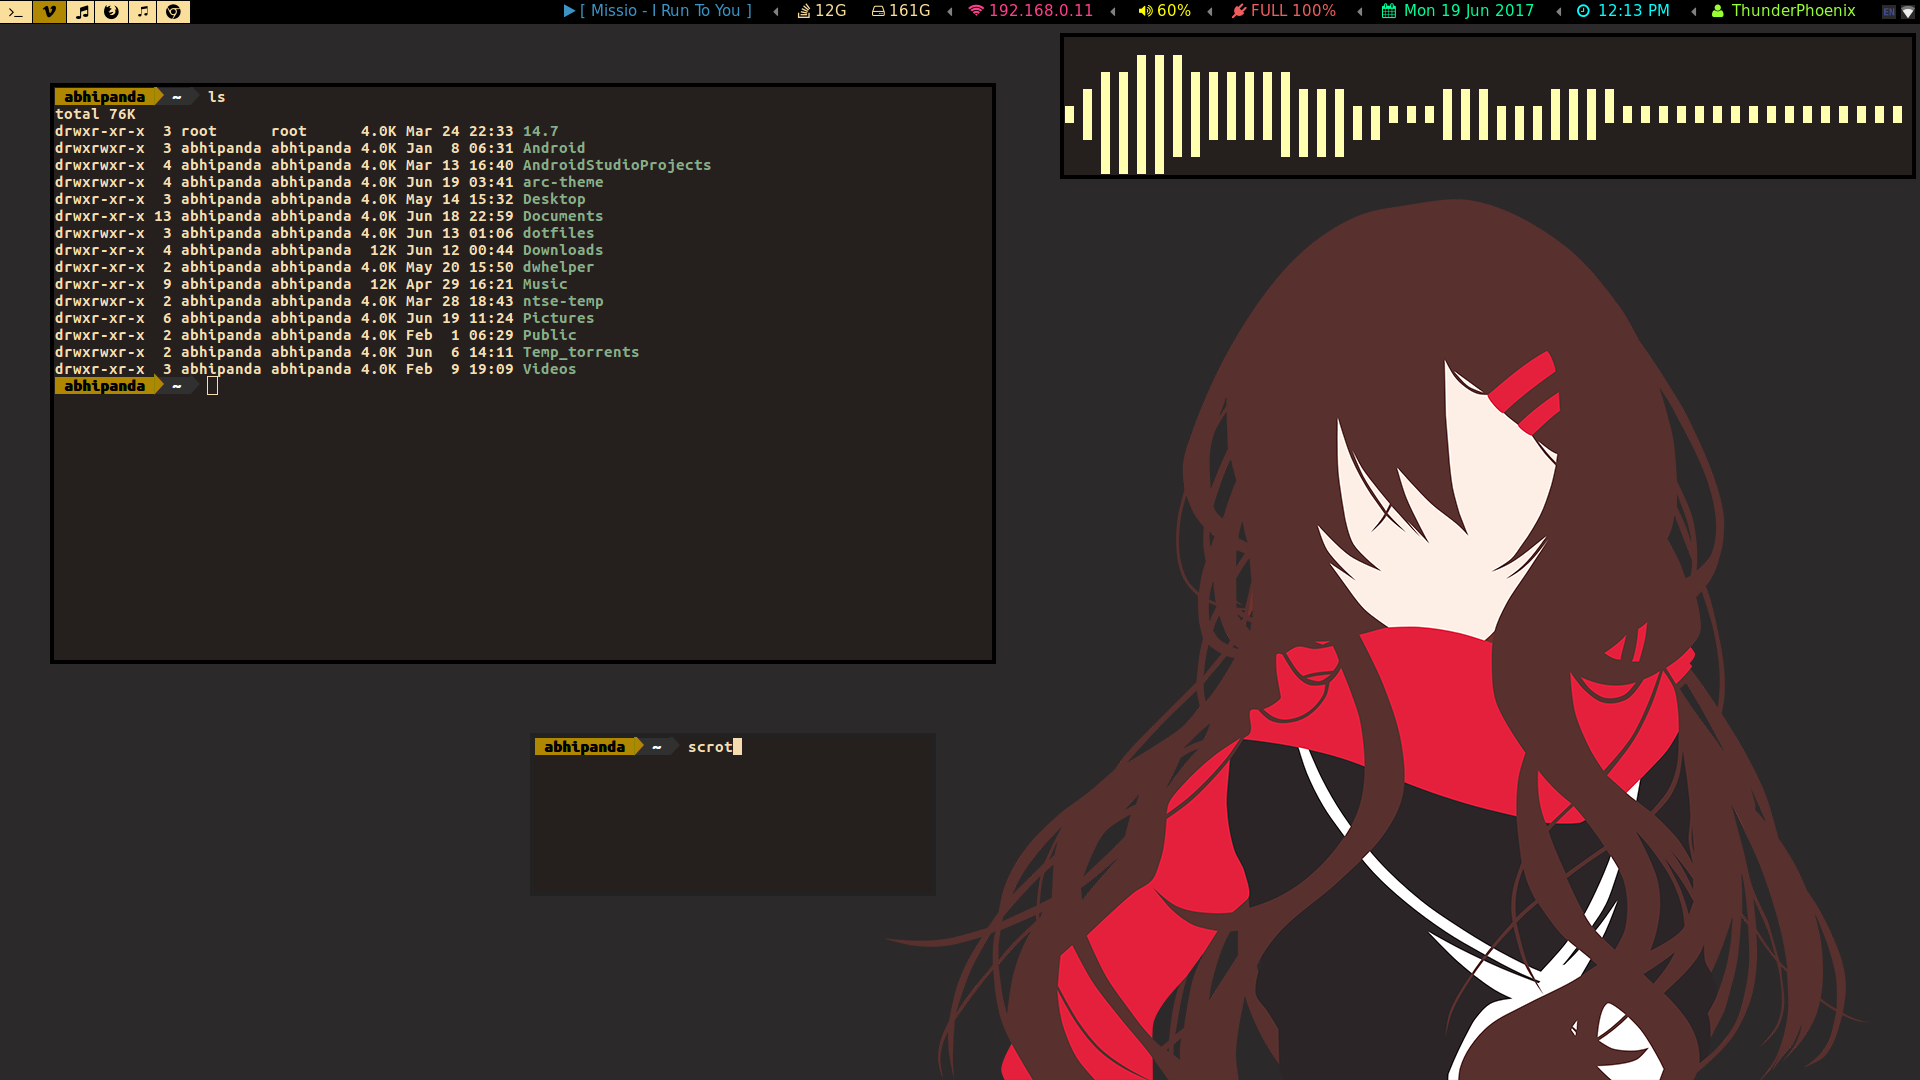 >_ [ Missio - I Run To You ] 12G 161G 192.168.0.11 60% FULL 100% Mon 19 Jun 2017 12:13 PM ThunderPhoenix EN
abhipanda ~ ls
total 76K
drwxr-xr-x  3 root      root      4.0K Mar 24 22:33 14.7
drwxrwxr-x  3 abhipanda abhipanda 4.0K Jan  8 06:31 Android
drwxrwxr-x  4 abhipanda abhipanda 4.0K Mar 13 16:40 AndroidStudioProjects
drwxrwxr-x  4 abhipanda abhipanda 4.0K Jun 19 03:41 arc-theme
drwxr-xr-x  3 abhipanda abhipanda 4.0K May 14 15:32 Desktop
drwxr-xr-x 13 abhipanda abhipanda 4.0K Jun 18 22:59 Documents
drwxr-xr-x  3 abhipanda abhipanda 4.0K Jun 13 01:06 dotfiles
drwxr-xr-x  4 abhipanda abhipanda  12K Jun 12 00:44 Downloads
drwxr-xr-x  2 abhipanda abhipanda 4.0K May 20 15:50 dwhelper
drwxr-xr-x  9 abhipanda abhipanda  12K Apr 29 16:21 Music
drwxrwxr-x  2 abhipanda abhipanda 4.0K Mar 28 18:43 ntse-temp
drwxr-xr-x  6 abhipanda abhipanda 4.0K Jun 19 11:24 Pictures
drwxr-xr-x  2 abhipanda abhipanda 4.0K Feb  1 06:29 Public
drwxrwxr-x  2 abhipanda abhipanda 4.0K Jun  6 14:11 Temp_torrents
drwxr-xr-x  3 abhipanda abhipanda 4.0K Feb  9 19:09 Videos
abhipanda ~
abhipanda ~ scrot